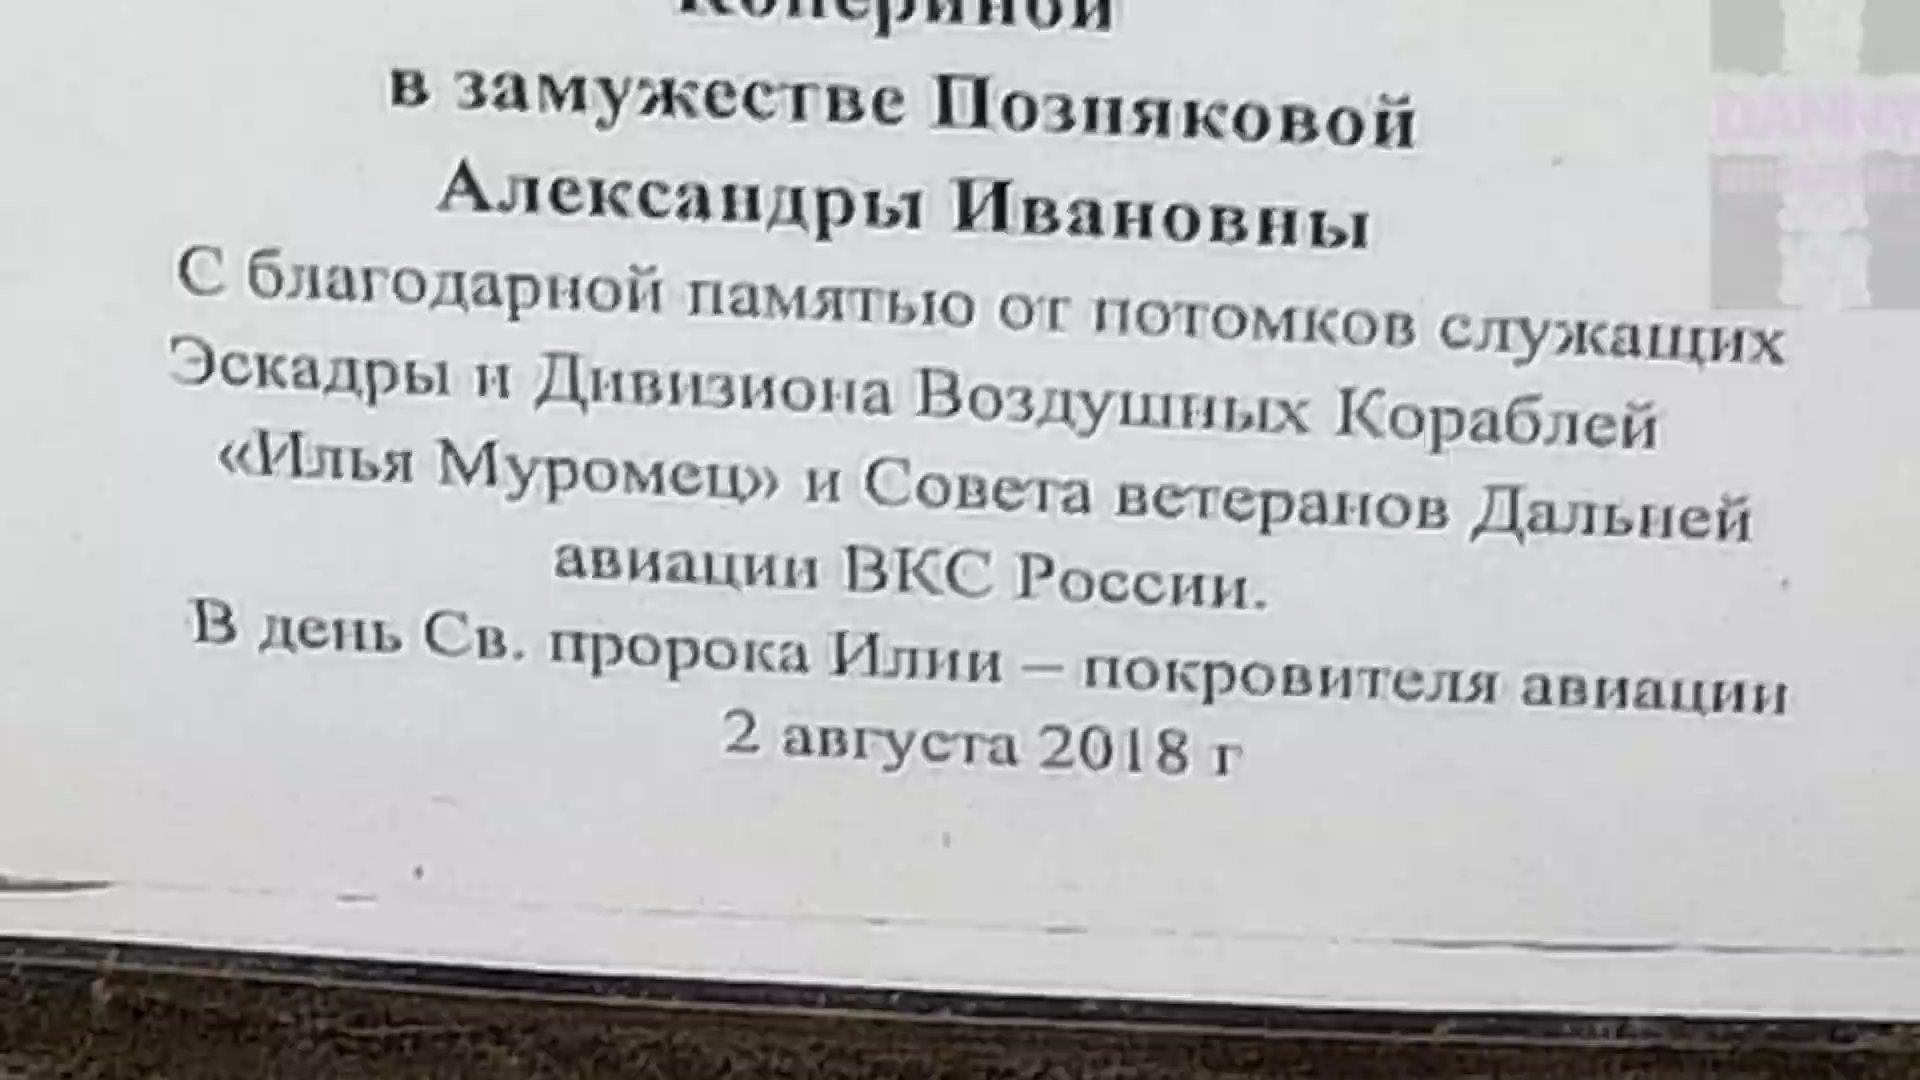 в замужестве Позняковой
Александры Ивановны
С благодарной памятью от потомков служащих
Эскадры и Дивизиона Воздушных Кораблей
«Илья Муромец» и Совета ветеранов Дальней
авиации ВКС России.
В день Св. пророка Илии – покровителя авиации
2 августа 2018 г